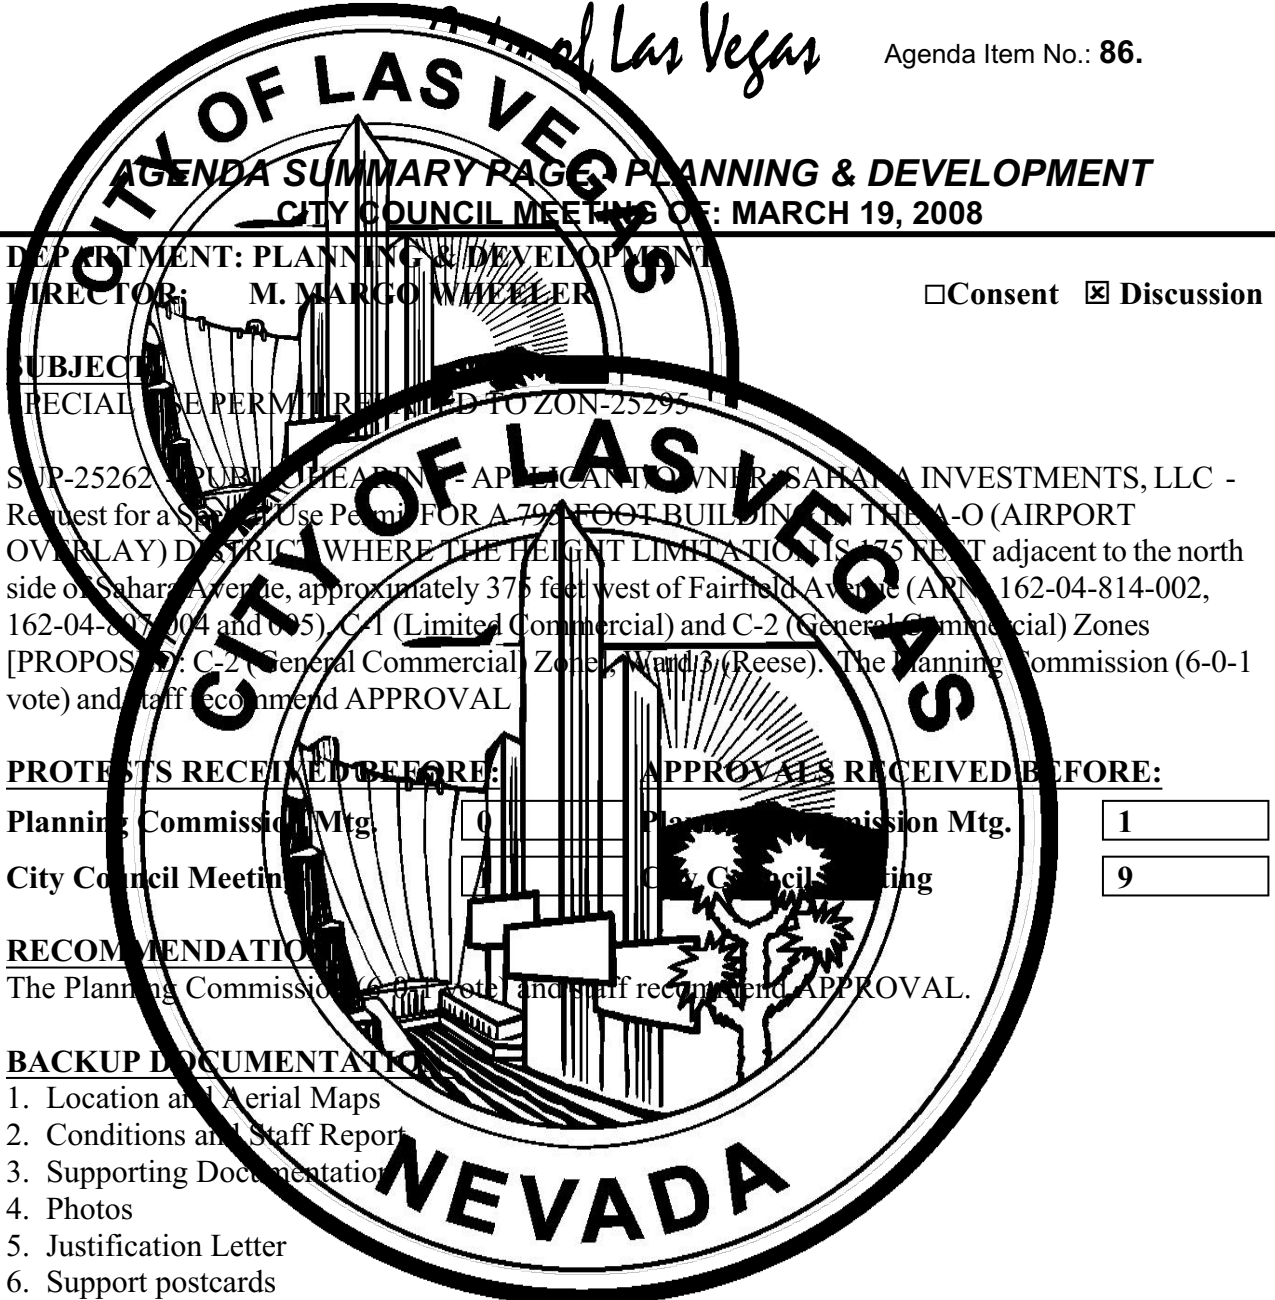 City of Las Vegas
Agenda Item No.: 86.
AGENDA SUMMARY PAGE - PLANNING & DEVELOPMENT
CITY COUNCIL MEETING OF: MARCH 19, 2008
DEPARTMENT: PLANNING & DEVELOPMENT
DIRECTOR: M. MARGO WHEELER
☐Consent ☒ Discussion
SUBJECT:
SPECIAL USE PERMIT RELATED TO ZON-25295
SUP-25262 - PUBLIC HEARING - APPLICANT/OWNER: SAHARA INVESTMENTS, LLC -
Request for a Special Use Permit FOR A FOOT BUILDING IN THE A-O (AIRPORT
OVERLAY) DISTRICT WHERE THE HEIGHT LIMITATION IS 175 FEET adjacent to the north
side of Sahara Avenue, approximately 375 feet west of Fairfield Avenue (APN 162-04-814-002,
162-04-807-004 and 005), C-1 (Limited Commercial) and C-2 (General Commercial) Zones
[PROPOSED: C-2 (General Commercial) Zone], Ward 3 (Reese). The Planning Commission (6-0-1
vote) and staff recommend APPROVAL
PROTESTS RECEIVED BEFORE: APPROVALS RECEIVED BEFORE:
Planning Commission Mtg. 0 Planning Commission Mtg. 1
City Council Meeting City Council Meeting 9
RECOMMENDATION:
The Planning Commission (6-0-1 vote) and staff recommend APPROVAL.
BACKUP DOCUMENTATION:
1. Location and Aerial Maps
2. Conditions and Staff Report
3. Supporting Documentation
4. Photos
5. Justification Letter
6. Support postcards
CITY OF LAS VEGAS
CITY OF LAS VEGAS
NEVADA